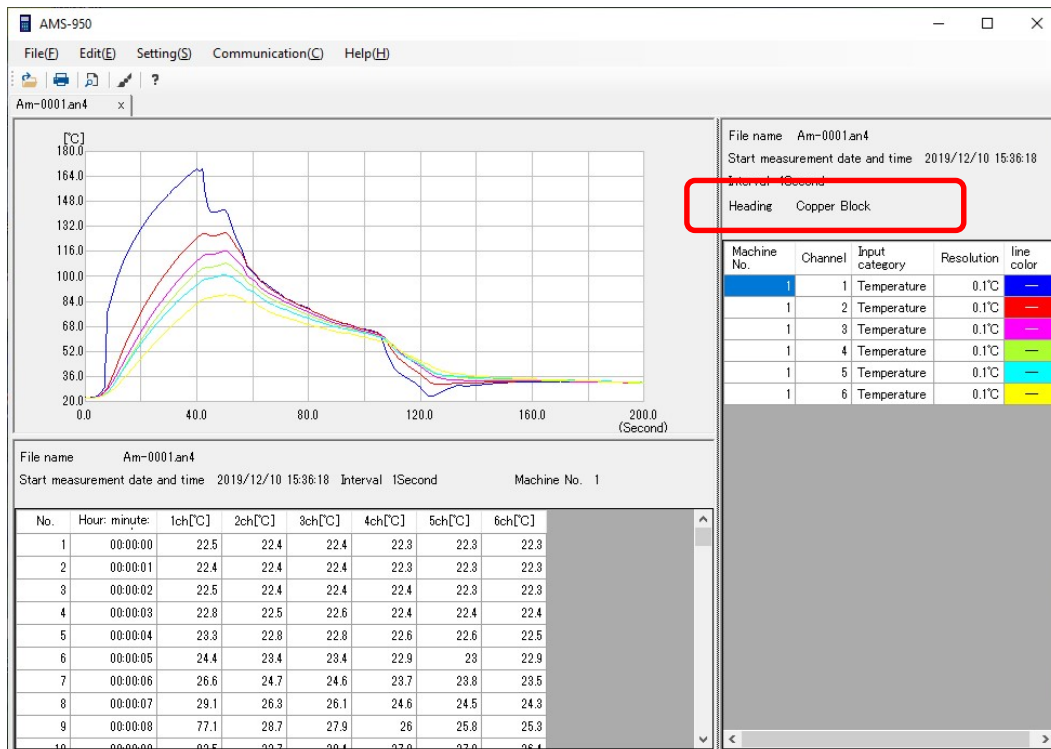 AMS-950
File(F) Edit(E) Setting(S) Communication(C) Help(H)
?
Am-0001.an4 x
[℃]
180.0
164.0
148.0
132.0
116.0
100.0
84.0
68.0
52.0
36.0
20.0
0.0 40.0 80.0 120.0 160.0 200.0
(Second)
File name Am-0001.an4
Start measurement date and time 2019/12/10 15:36:18
Interval 1Second
Heading Copper Block
Machine No. Channel Input category Resolution line color
1 1 Temperature 0.1℃
1 2 Temperature 0.1℃
1 3 Temperature 0.1℃
1 4 Temperature 0.1℃
1 5 Temperature 0.1℃
1 6 Temperature 0.1℃
File name Am-0001.an4
Start measurement date and time 2019/12/10 15:36:18 Interval 1Second Machine No. 1
No. Hour: minute: 1ch[℃] 2ch[℃] 3ch[℃] 4ch[℃] 5ch[℃] 6ch[℃]
1 00:00:00 22.5 22.4 22.4 22.3 22.3 22.3
2 00:00:01 22.4 22.4 22.4 22.3 22.3 22.3
3 00:00:02 22.5 22.4 22.4 22.4 22.3 22.3
4 00:00:03 22.8 22.5 22.6 22.4 22.4 22.4
5 00:00:04 23.3 22.8 22.8 22.6 22.6 22.5
6 00:00:05 24.4 23.4 23.4 22.9 23 22.9
7 00:00:06 26.6 24.7 24.6 23.7 23.8 23.5
8 00:00:07 29.1 26.3 26.1 24.6 24.5 24.3
9 00:00:08 77.1 28.7 27.9 26 25.8 25.3